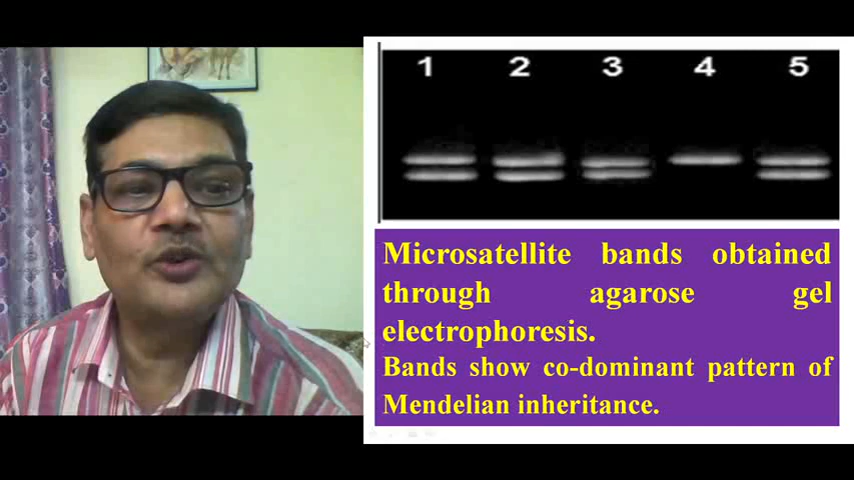 1 2 3 4 5
Microsatellite bands obtained
through agarose gel
electrophoresis.
Bands show co-dominant pattern of
Mendelian inheritance.